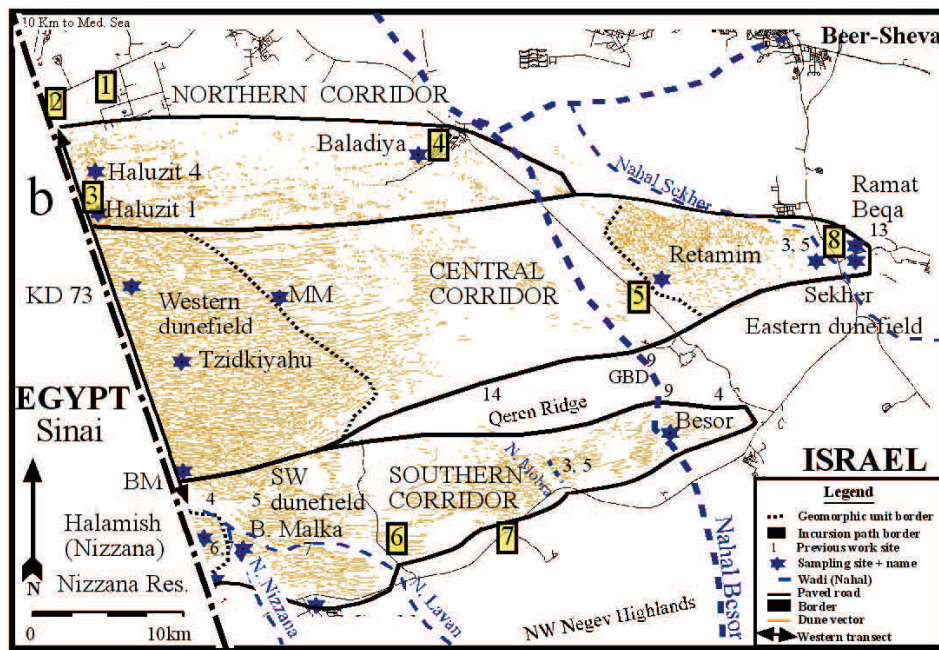 10 Km to Med. Sea
Beer-Sheva
1
2
NORTHERN CORRIDOR
Baladiya
4
Nahal Sekher
Haluzit 4
3
b
Haluzit 1
Ramat
Beqa
13
8
3, 5
Retamim
Sekher
Eastern dunefield
CENTRAL
CORRIDOR
5
KD 73
MM
Western
dunefield
Tzidkiyahu
9
GBD
14
9
4
Qeren Ridge
Besor
EGYPT
Sinai
BM
SW
dunefield
4
5
SOUTHERN
CORRIDOR
N. Mobra
3, 5
ISRAEL
Halamish
(Nizzana)
6
B. Malka
7
6
7
Nizzana Res.
N. Nizzana
N. Lavan
Nahal Besor
NW Negev Highlands
N
0
10km
Legend
Geomorphic unit border
Incursion path border
1 Previous work site
Sampling site + name
Wadi (Nahal)
Paved road
Border
Dune vector
Western transect